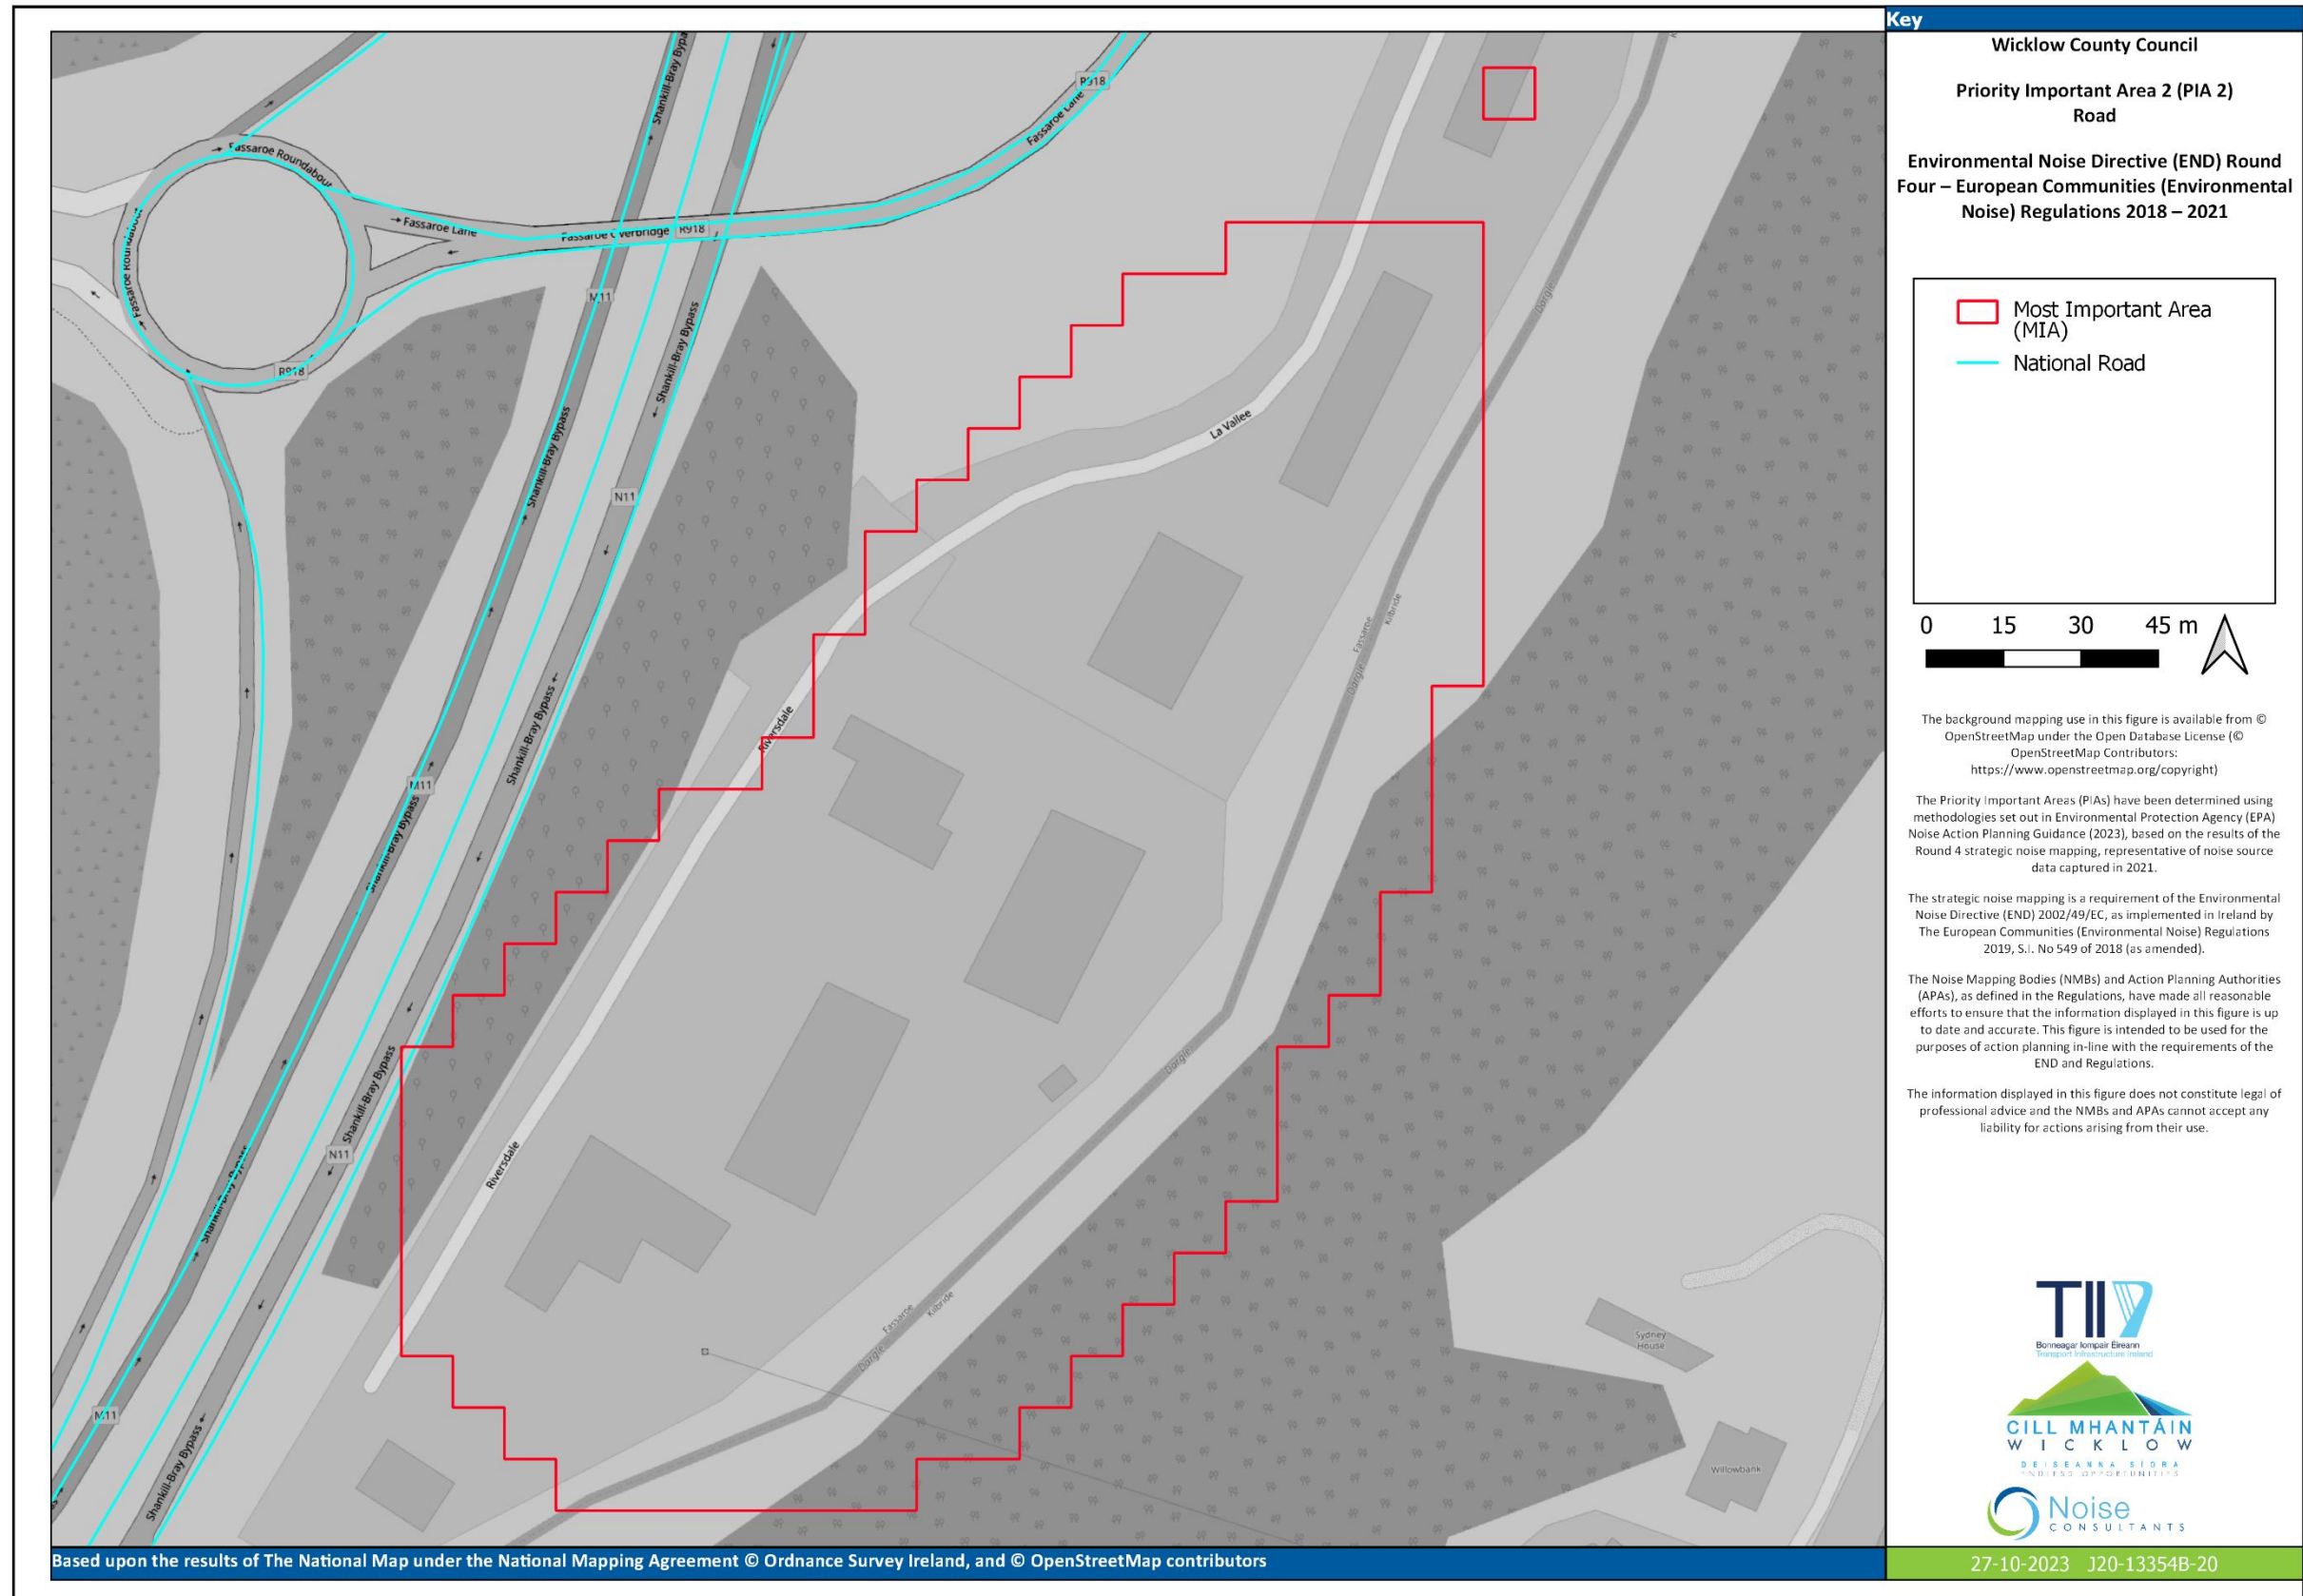 Key
Wicklow County Council
Priority Important Area 2 (PIA 2)
Road
Environmental Noise Directive (END) Round
Four – European Communities (Environmental
Noise) Regulations 2018 – 2021
Most Important Area
(MIA)
National Road
0 15 30 45 m
The background mapping use in this figure is available from ©
OpenStreetMap under the Open Database License (©
OpenStreetMap Contributors:
https://www.openstreetmap.org/copyright)
The Priority Important Areas (PIAs) have been determined using
methodologies set out in Environmental Protection Agency (EPA)
Noise Action Planning Guidance (2023), based on the results of the
Round 4 strategic noise mapping, representative of noise source
data captured in 2021.
The strategic noise mapping is a requirement of the Environmental
Noise Directive (END) 2002/49/EC, as implemented in Ireland by
The European Communities (Environmental Noise) Regulations
2019, S.I. No 549 of 2018 (as amended).
The Noise Mapping Bodies (NMBs) and Action Planning Authorities
(APAs), as defined in the Regulations, have made all reasonable
efforts to ensure that the information displayed in this figure is up
to date and accurate. This figure is intended to be used for the
purposes of action planning in-line with the requirements of the
END and Regulations.
The information displayed in this figure does not constitute legal of
professional advice and the NMBs and APAs cannot accept any
liability for actions arising from their use.
TII
Bonneagar Iompair Éireann
Transport Infrastructure Ireland
CILL MHANTÁIN
WICKLOW
DEISEANNA SÍORA
ENDLESS OPPORTUNITIES
Noise
CONSULTANTS
27-10-2023 J20-13354B-20
Based upon the results of The National Map under the National Mapping Agreement © Ordnance Survey Ireland, and © OpenStreetMap contributors
Shankill-Bray Bypa
R918
Fassaroe Lane
Fassaroe Roundabout
Fassaroe Roundabout
Fassaroe Lane
Fassaroe Overbridge
R918
M11
R918
Shankill-Bray Bypass
Shankill-Bray Bypass
N11
La Vallee
Dargle
Fassaroe
Kilbride
Dargle
Riversdale
Shankill-Bray Bypass
M11
Shankill-Bray Bypass
Shankill-Bray Bypass
N11
Dargle
Riversdale
Shankill-Bray Bypass
Fassaroe
Kilbride
Dargle
Sydney
House
M11
Shankill-Bray Bypass
Willowbank